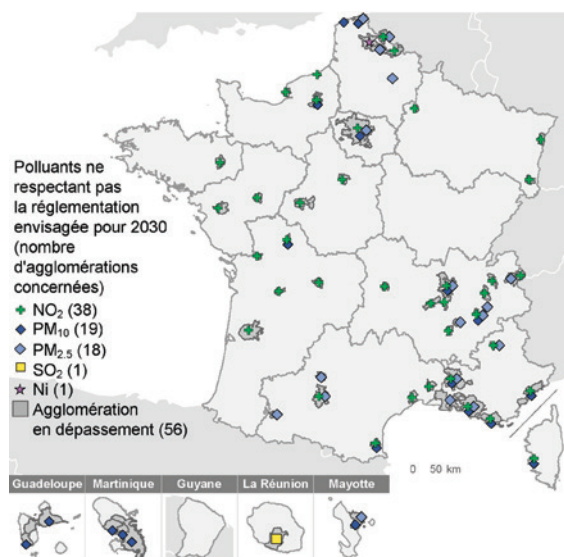 Polluants ne
respectant pas
la réglementation
envisagée pour 2030
(nombre
d'agglomérations
concernées)
NO₂ (38)
PM₁₀ (19)
PM₂.₅ (18)
SO₂ (1)
Ni (1)
Agglomération
en dépassement (56)
0 50 km
Guadeloupe Martinique Guyane La Réunion Mayotte